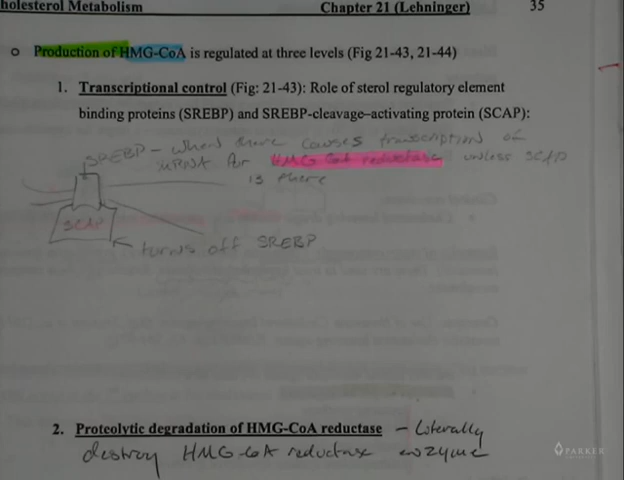 holesterol Metabolism Chapter 21 (Lehninger) 35
o Production of HMG-CoA is regulated at three levels (Fig 21-43, 21-44)
1. Transcriptional control (Fig: 21-43): Role of sterol regulatory element
binding proteins (SREBP) and SREBP-cleavage–activating protein (SCAP):
SREBP - when there causes transcription of
mRNA for HMG CoA reductase unless SCAP
is there
SCAP
turns off SREBP
2. Proteolytic degradation of HMG-CoA reductase - Literally
destroy HMG-CoA reductase enzyme
PARKER